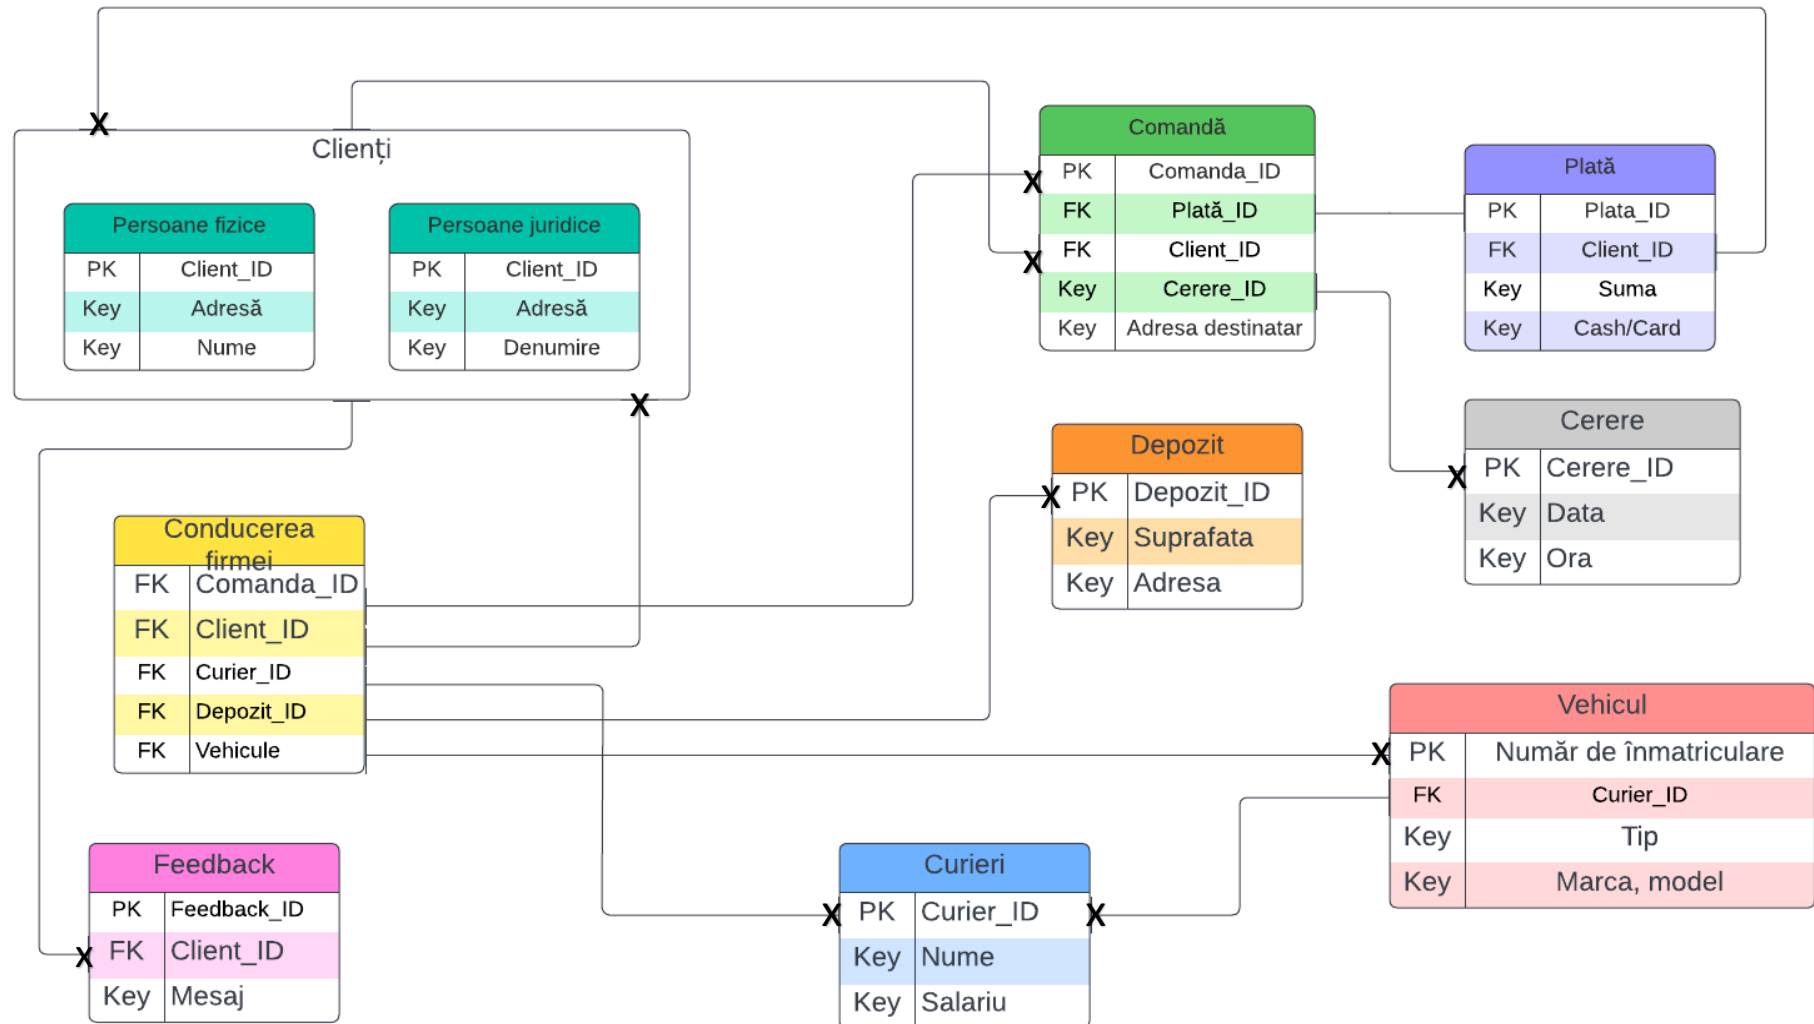 Clienți
Persoane fizice
PK Client_ID
Key Adresă
Key Nume
Persoane juridice
PK Client_ID
Key Adresă
Key Denumire
Comandă
PK Comanda_ID
FK Plată_ID
FK Client_ID
Key Cerere_ID
Key Adresa destinatar
Plată
PK Plata_ID
FK Client_ID
Key Suma
Key Cash/Card
Depozit
PK Depozit_ID
Key Suprafata
Key Adresa
Cerere
PK Cerere_ID
Key Data
Key Ora
Conducerea
firmei
FK Comanda_ID
FK Client_ID
FK Curier_ID
FK Depozit_ID
FK Vehicule
Vehicul
PK Număr de înmatriculare
FK Curier_ID
Key Tip
Key Marca, model
Feedback
PK Feedback_ID
FK Client_ID
Key Mesaj
Curieri
PK Curier_ID
Key Nume
Key Salariu